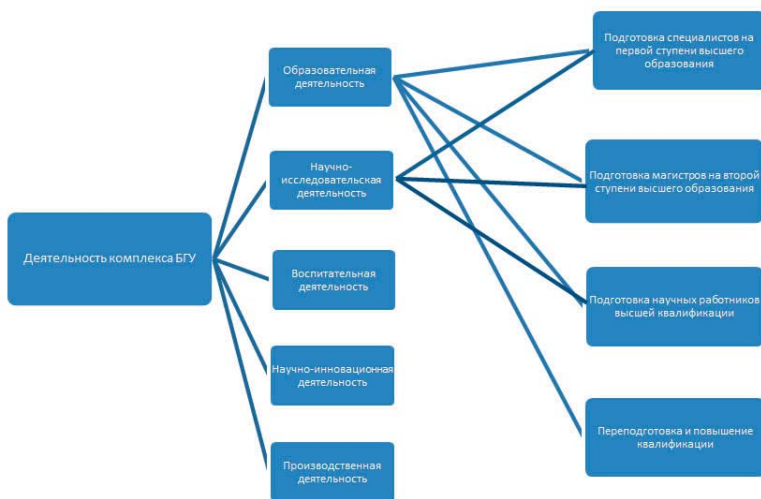 Деятельность комплекса БГУ
Образовательная
деятельность
Научно-
исследовательская
деятельность
Воспитательная
деятельность
Научно-инновационная
деятельность
Производственная
деятельность
Подготовка специалистов на
первой ступени высшего
образования
Подготовка магистров на второй
ступени высшего образования
Подготовка научных работников
высшей квалификации
Переподготовка и повышение
квалификации